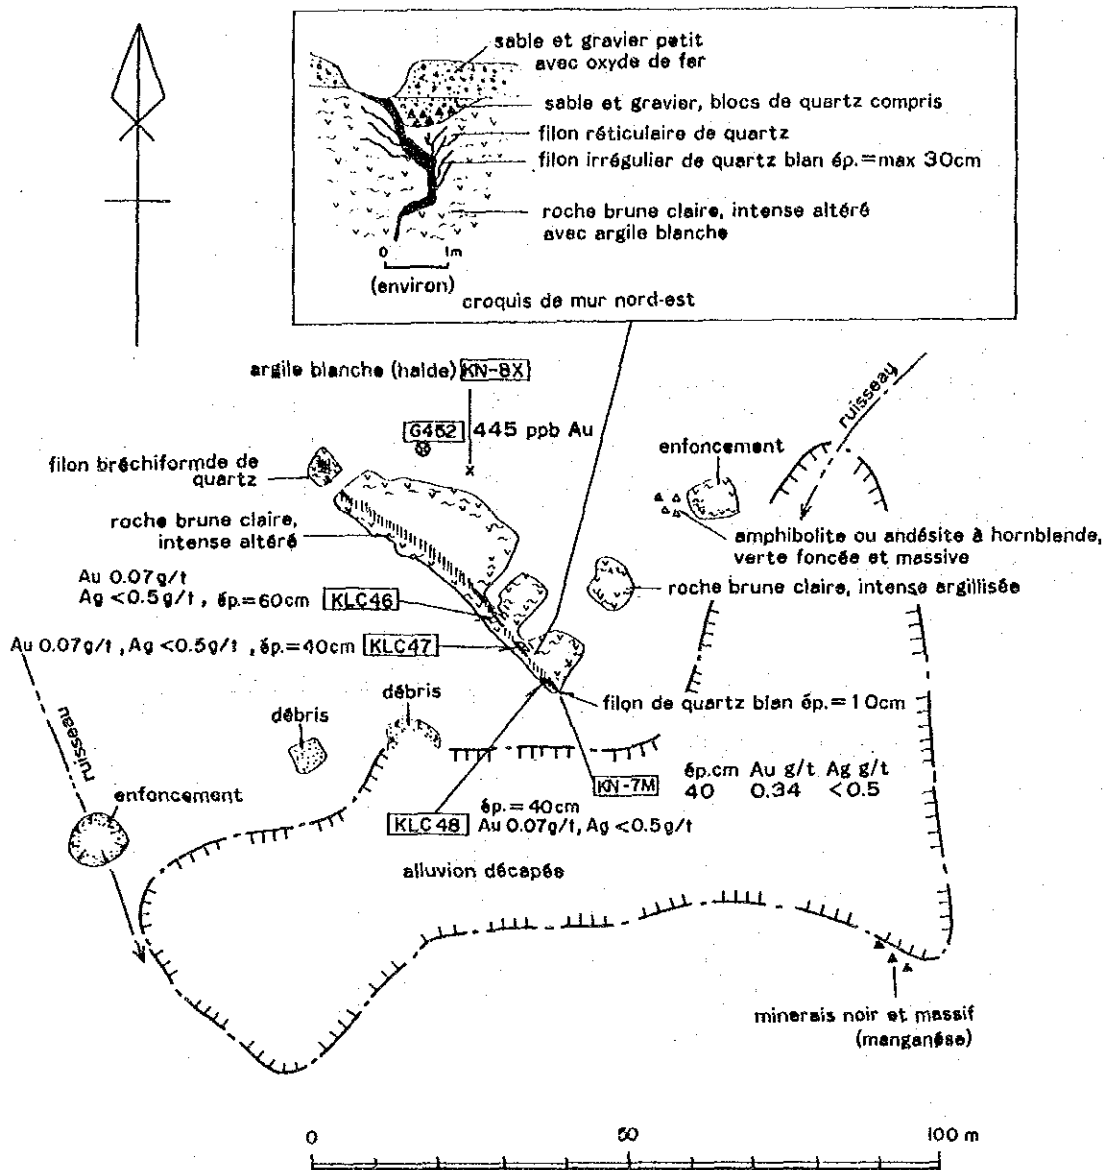 sable et gravier petit
avec oxyde de fer
sable et gravier, blocs de quartz compris
filon réticulaire de quartz
filon irrégulier de quartz blan ép.=max 30cm
roche brune claire, intense altéré
avec argile blanche
0 1m
(environ)
croquis de mur nord-est
argile blanche (halde) KN-8X
G462 445 ppb Au
ruisseau
enfoncement
filon bréchiformde de
quartz
roche brune claire,
intense altéré
amphibolite ou andésite à hornblende,
verte foncée et massive
Au 0.07g/t
Ag <0.5g/t, ép.=60cm KLC46
roche brune claire, intense argillisée
Au 0.07g/t, Ag <0.5g/t, ép.=40cm KLC47
débris
débris
filon de quartz blan ép.=10cm
ruisseau
enfoncement
KN-7M
ép.cm Au g/t Ag g/t
40 0.34 <0.5
ép.=40cm
KLC48 Au 0.07g/t, Ag <0.5g/t
alluvion décapée
minerais noir et massif
(manganése)
0 50 100 m